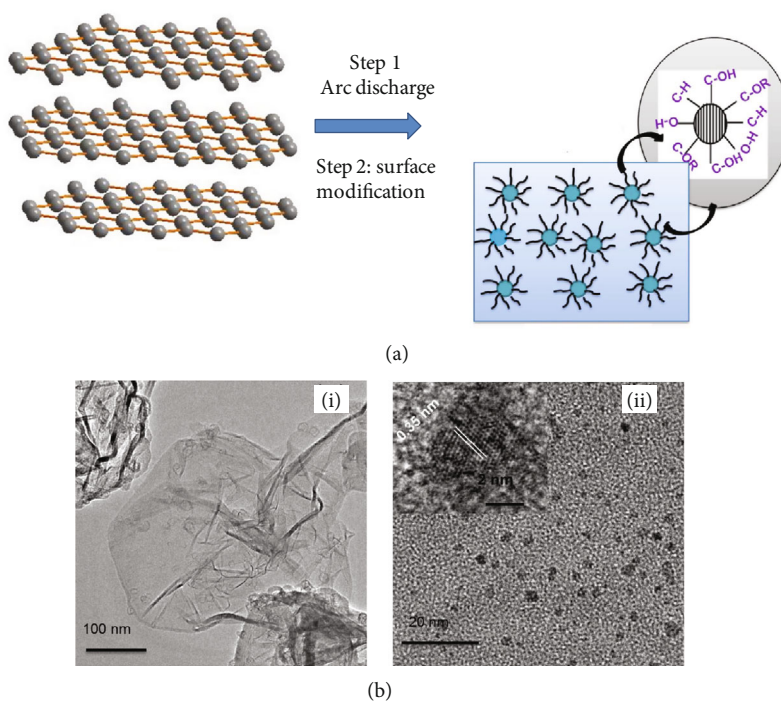 Step 1
Arc discharge
Step 2: surface
modification
C-OH
C-H
C-OR
H-O
C-H
O-H
C-OR
C-OH
(a)
(i)
100 nm
(ii)
0.35 nm
2 nm
20 nm
(b)